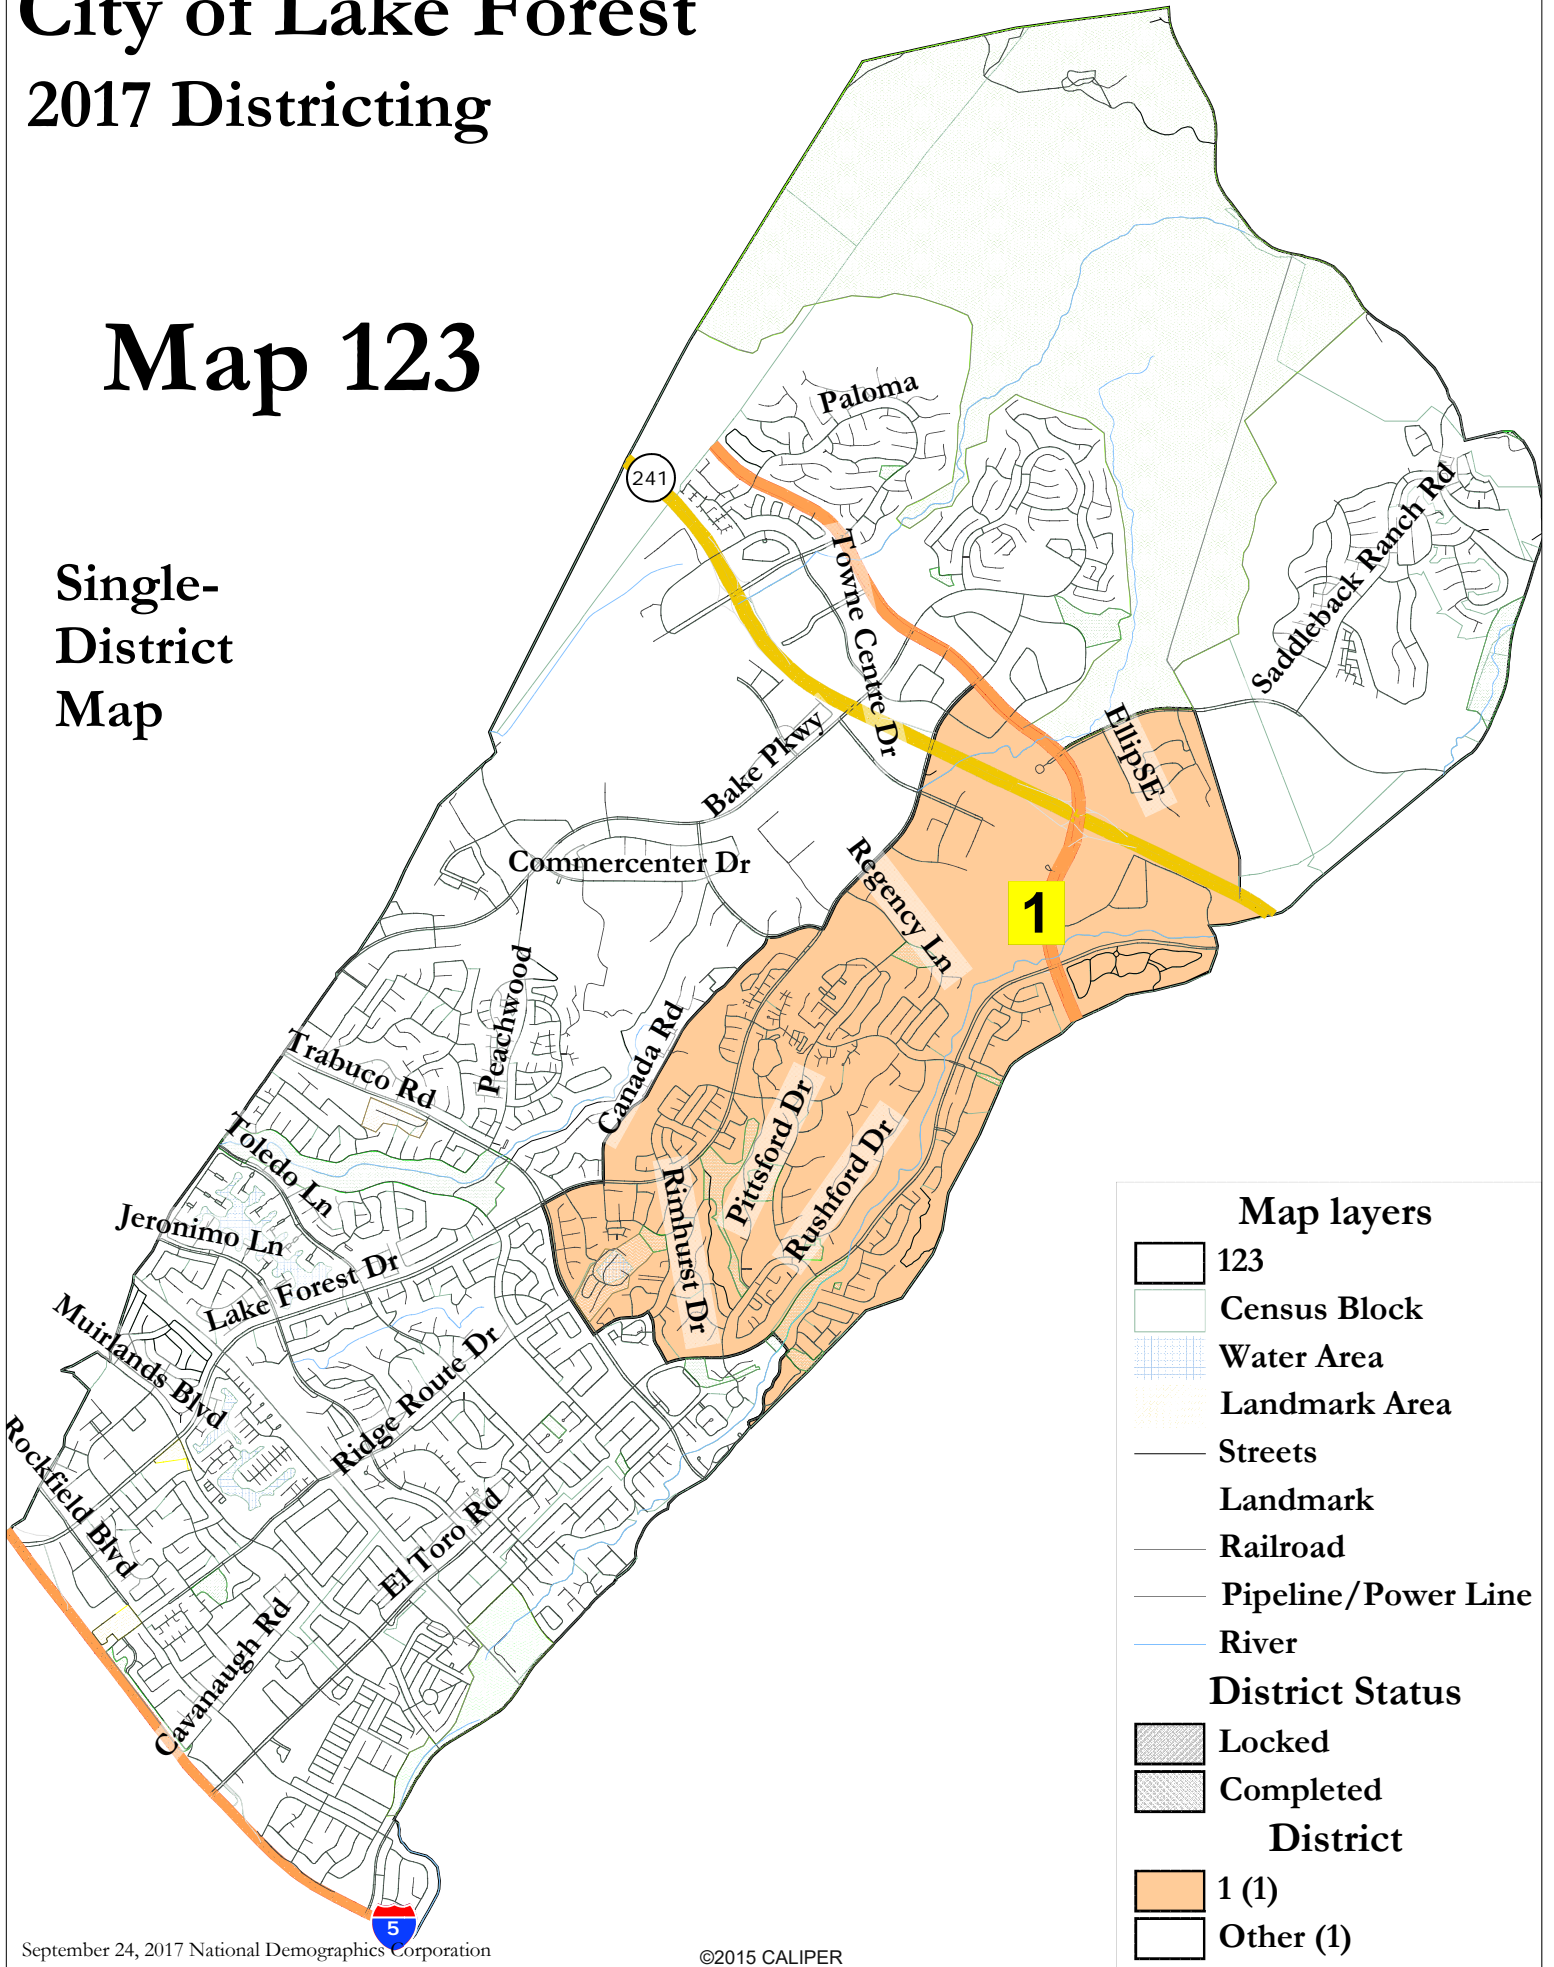 City of Lake Forest
2017 Districting
Map 123
Single-
District
Map
Paloma
241
Towne Centre Dr
Saddleback Ranch Rd
EllipSE
Bake Pkwy
Commercenter Dr
Regency Ln
1
Peachwood
Canada Rd
Trabuco Rd
Toledo Ln
Pittsford Dr
Rushford Dr
Rimhurst Dr
Jeronimo Ln
Lake Forest Dr
Muirlands Blvd
Ridge Route Dr
Rockfield Blvd
El Toro Rd
Cavanaugh Rd
5
Map layers
123
Census Block
Water Area
Landmark Area
Streets
Landmark
Railroad
Pipeline/Power Line
River
District Status
Locked
Completed
District
1 (1)
Other (1)
September 24, 2017 National Demographics Corporation
©2015 CALIPER